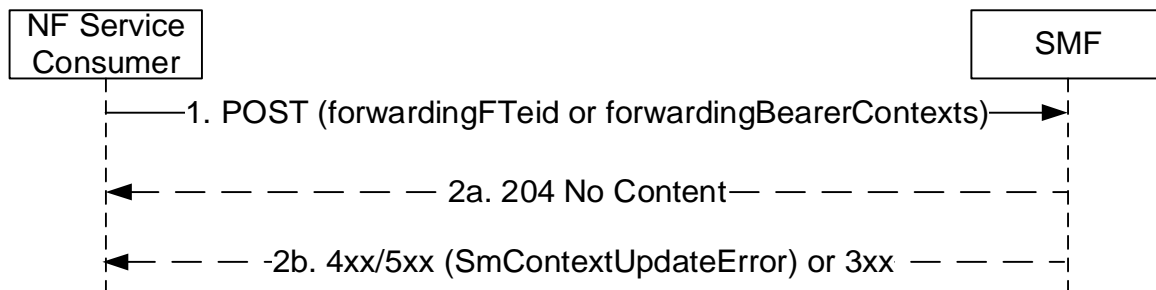 NF Service
Consumer
SMF
1. POST (forwardingFTeid or forwardingBearerContexts)
2a. 204 No Content
2b. 4xx/5xx (SmContextUpdateError) or 3xx